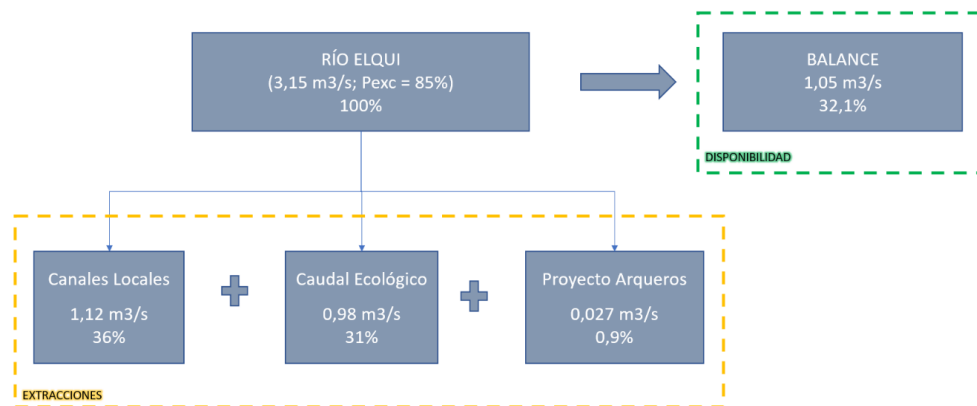 RÍO ELQUI
(3,15 m3/s; Pexc = 85%)
100%
BALANCE
1,05 m3/s
32,1%
DISPONIBILIDAD
Canales Locales
1,12 m3/s
36%
Caudal Ecológico
0,98 m3/s
31%
Proyecto Arqueros
0,027 m3/s
0,9%
EXTRACCIONES